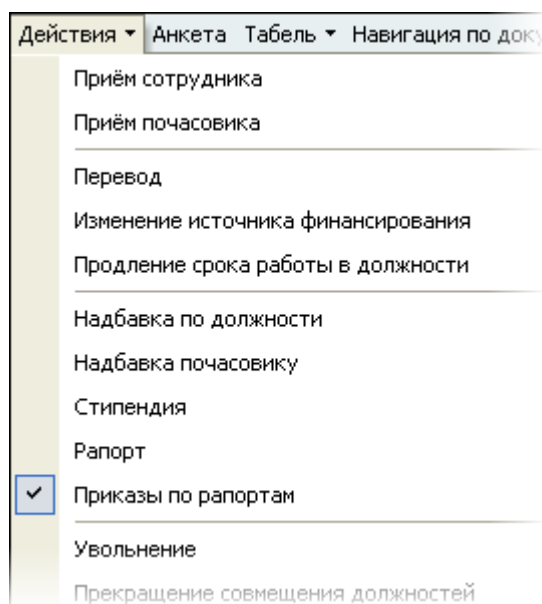 Действия Анкета Табель Навигация по доку
Приём сотрудника
Приём почасовика
Перевод
Изменение источника финансирования
Продление срока работы в должности
Надбавка по должности
Надбавка почасовику
Стипендия
Рапорт
Приказы по рапортам
Увольнение
Прекращение совмещения должностей